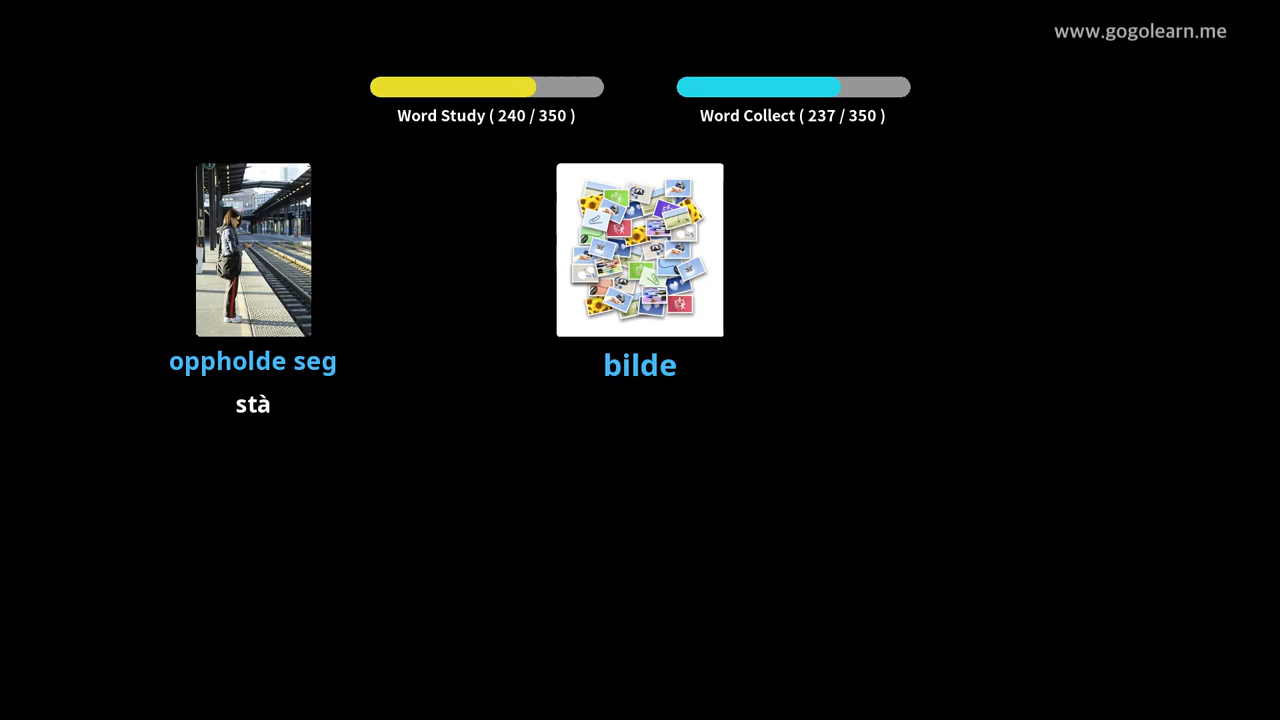 www.gogolearn.me
Word Study ( 240 / 350 )
Word Collect ( 237 / 350 )
oppholde seg
stà
bilde